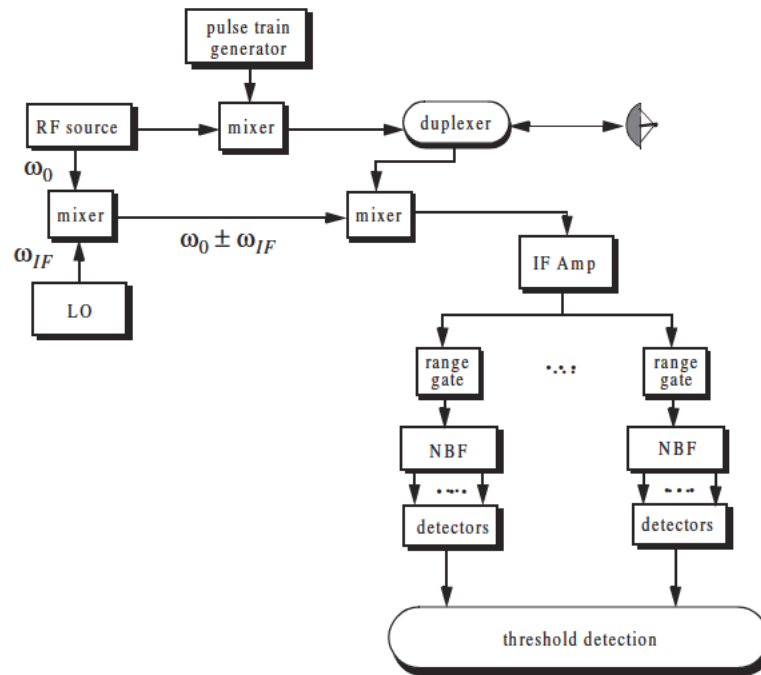 pulse train
generator
RF source
mixer
duplexer
ω0
mixer
mixer
ω0 ± ωIF
ωIF
IF Amp
LO
range
gate
range
gate
NBF
NBF
detectors
detectors
threshold detection